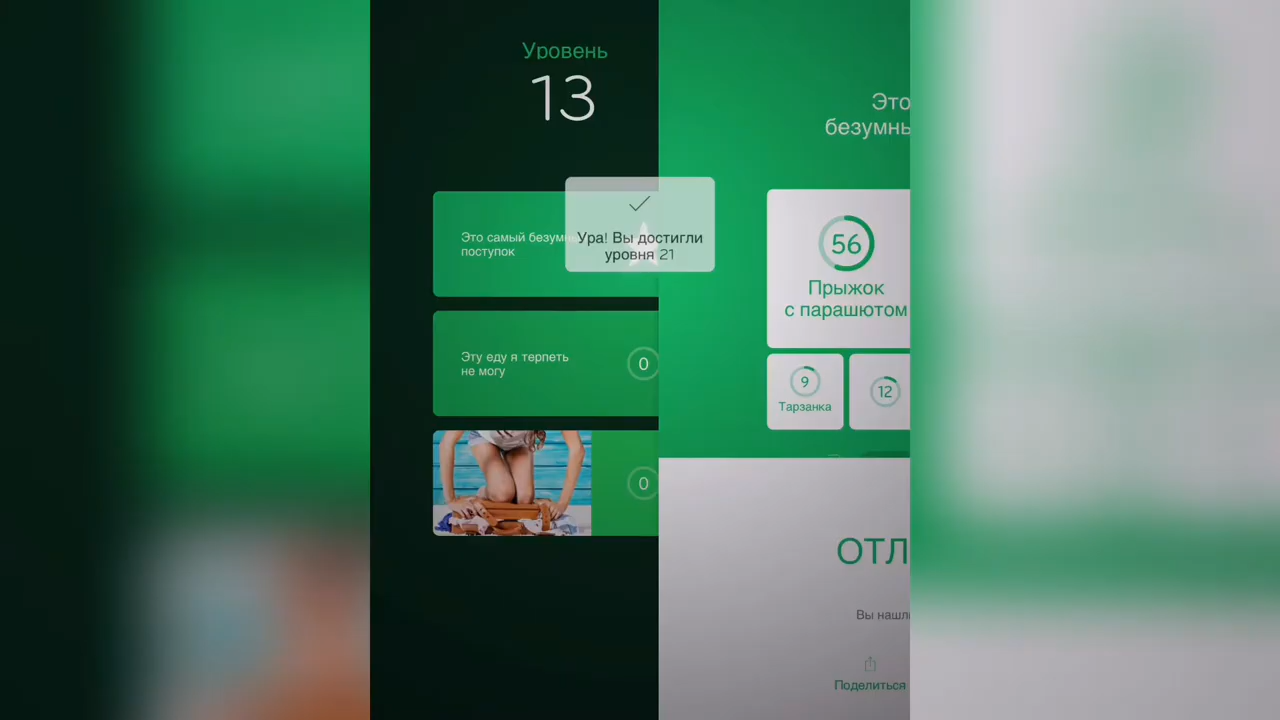 Уровень
13
Это самый безумн
поступок
Ура! Вы достигли
уровня 21
Эту еду я терпеть
не могу
0
0
Это
безумны
56
Прыжок
с парашютом
9
Тарзанка
12
ОТЛ
Вы нашл
Поделиться